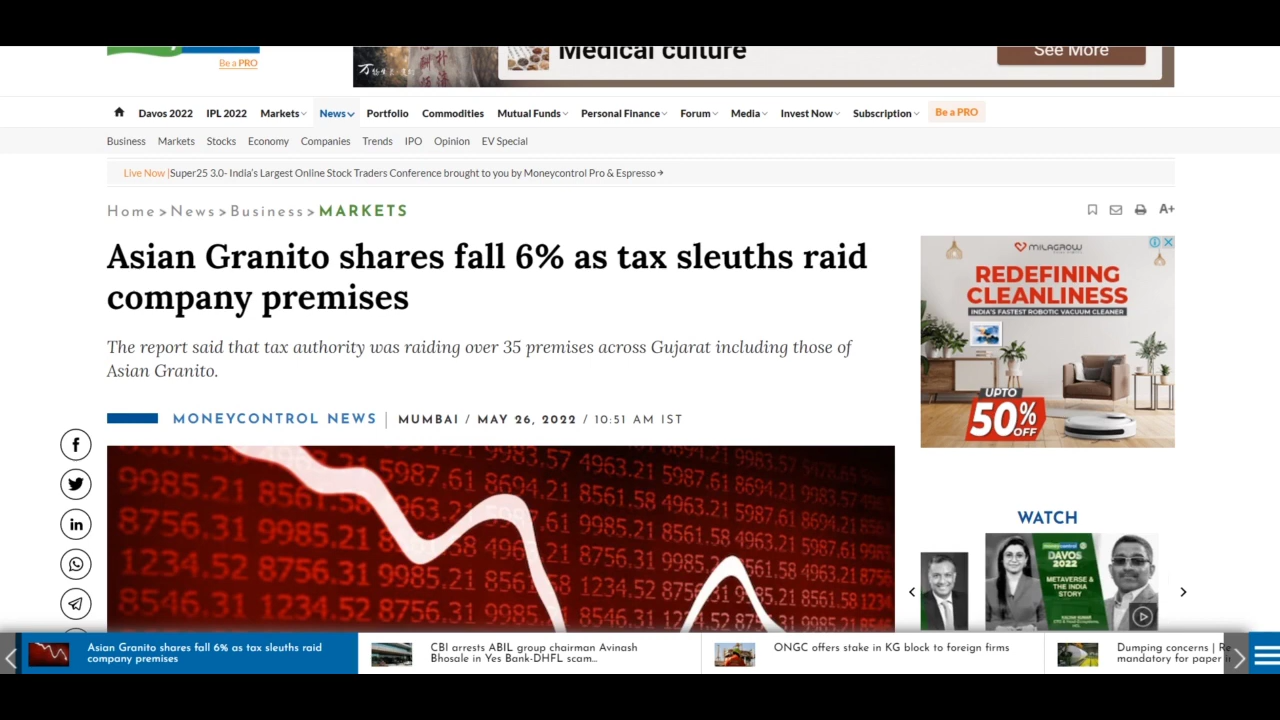 Be a PRO
Medical culture
See More
Davos 2022 IPL 2022 Markets News Portfolio Commodities Mutual Funds Personal Finance Forum Media Invest Now Subscription Be a PRO
Business Markets Stocks Economy Companies Trends IPO Opinion EV Special
Live Now |Super25 3.0- India's Largest Online Stock Traders Conference brought to you by Moneycontrol Pro & Espresso
Home > News > Business > MARKETS
A+
Asian Granito shares fall 6% as tax sleuths raid
company premises
The report said that tax authority was raiding over 35 premises across Gujarat including those of
Asian Granito.
MONEYCONTROL NEWS | MUMBAI / MAY 26, 2022 / 10:51 AM IST
MILAGROW
REDEFINING
CLEANLINESS
INDIA'S FASTEST ROBOTIC VACUUM CLEANER
UPTO
50%
OFF
WATCH
DAVOS
2022
METAVERSE &
THE INDIA
STORY
Asian Granito shares fall 6% as tax sleuths raid
company premises
CBI arrests ABIL group chairman Avinash
Bhosale in Yes Bank-DHFL scam...
ONGC offers stake in KG block to foreign firms
Dumping concerns | Re
mandatory for paper